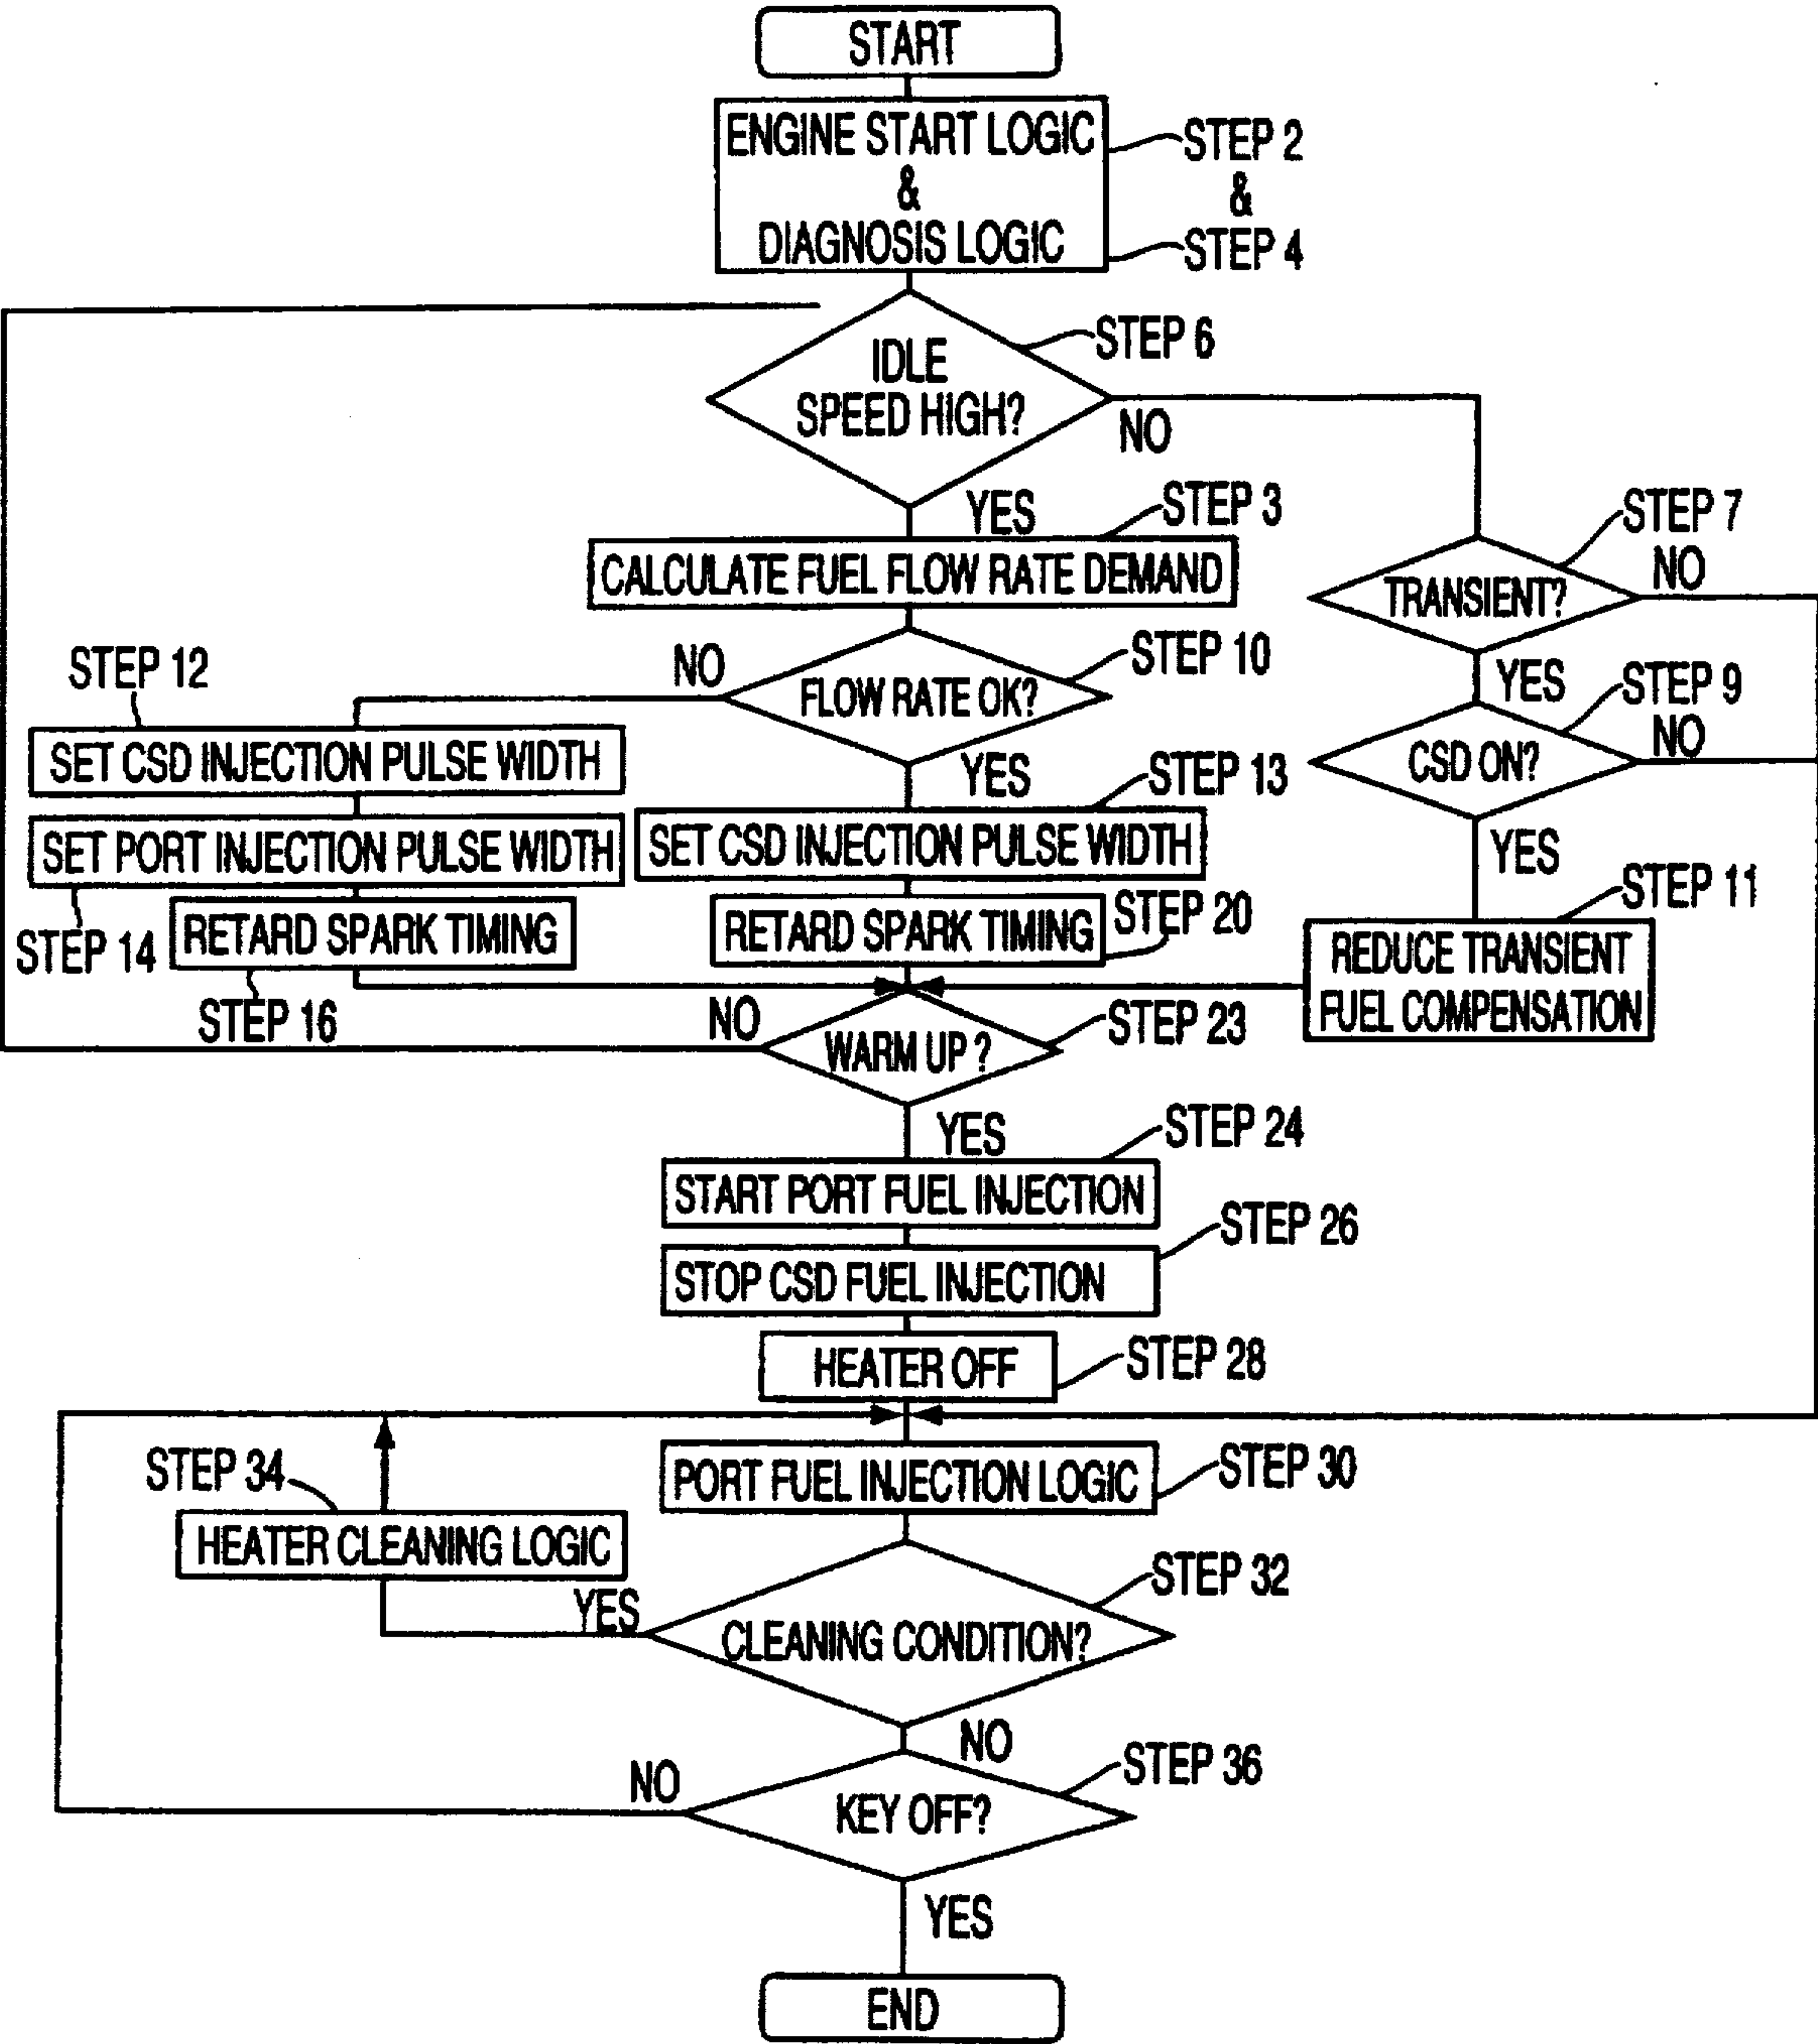 START
ENGINE START LOGIC
&
DIAGNOSIS LOGIC
STEP 2
&
STEP 4
IDLE
SPEED HIGH?
STEP 6
NO
YES
STEP 3
CALCULATE FUEL FLOW RATE DEMAND
STEP 7
TRANSIENT?
NO
YES
STEP 10
FLOW RATE OK?
NO
YES
STEP 9
CSD ON?
NO
YES
STEP 12
SET CSD INJECTION PULSE WIDTH
SET PORT INJECTION PULSE WIDTH
STEP 14
RETARD SPARK TIMING
STEP 16
STEP 13
SET CSD INJECTION PULSE WIDTH
RETARD SPARK TIMING
STEP 20
STEP 11
REDUCE TRANSIENT
FUEL COMPENSATION
NO
WARM UP ?
STEP 23
YES
STEP 24
START PORT FUEL INJECTION
STEP 26
STOP CSD FUEL INJECTION
HEATER OFF
STEP 28
STEP 34
HEATER CLEANING LOGIC
PORT FUEL INJECTION LOGIC
STEP 30
YES
CLEANING CONDITION?
STEP 32
NO
NO
KEY OFF?
STEP 36
YES
END